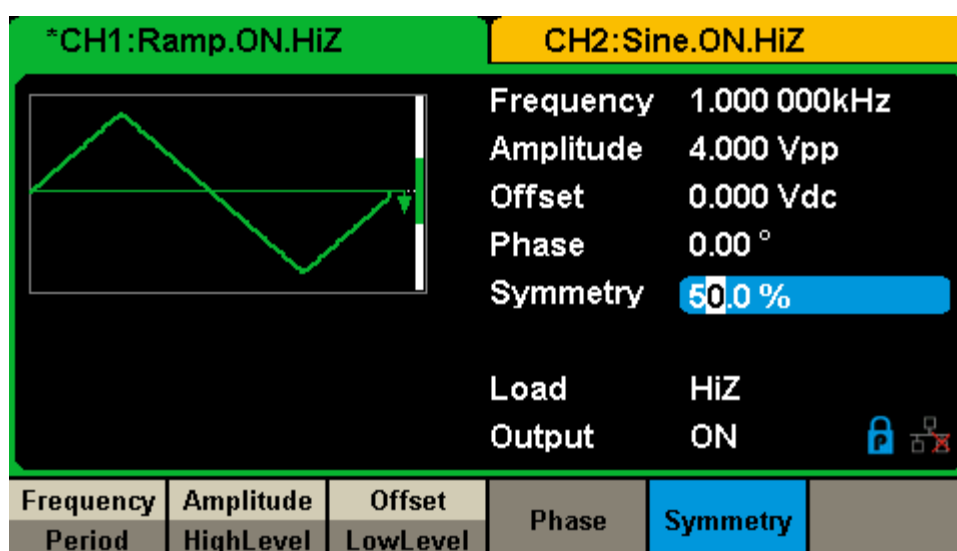 *CH1:Ramp.ON.HiZ CH2:Sine.ON.HiZ
Frequency 1.000 000kHz
Amplitude 4.000 Vpp
Offset 0.000 Vdc
Phase 0.00 °
Symmetry 50.0 %
Load HiZ
Output ON
P
Frequency Amplitude Offset Phase Symmetry
Period HighLevel LowLevel